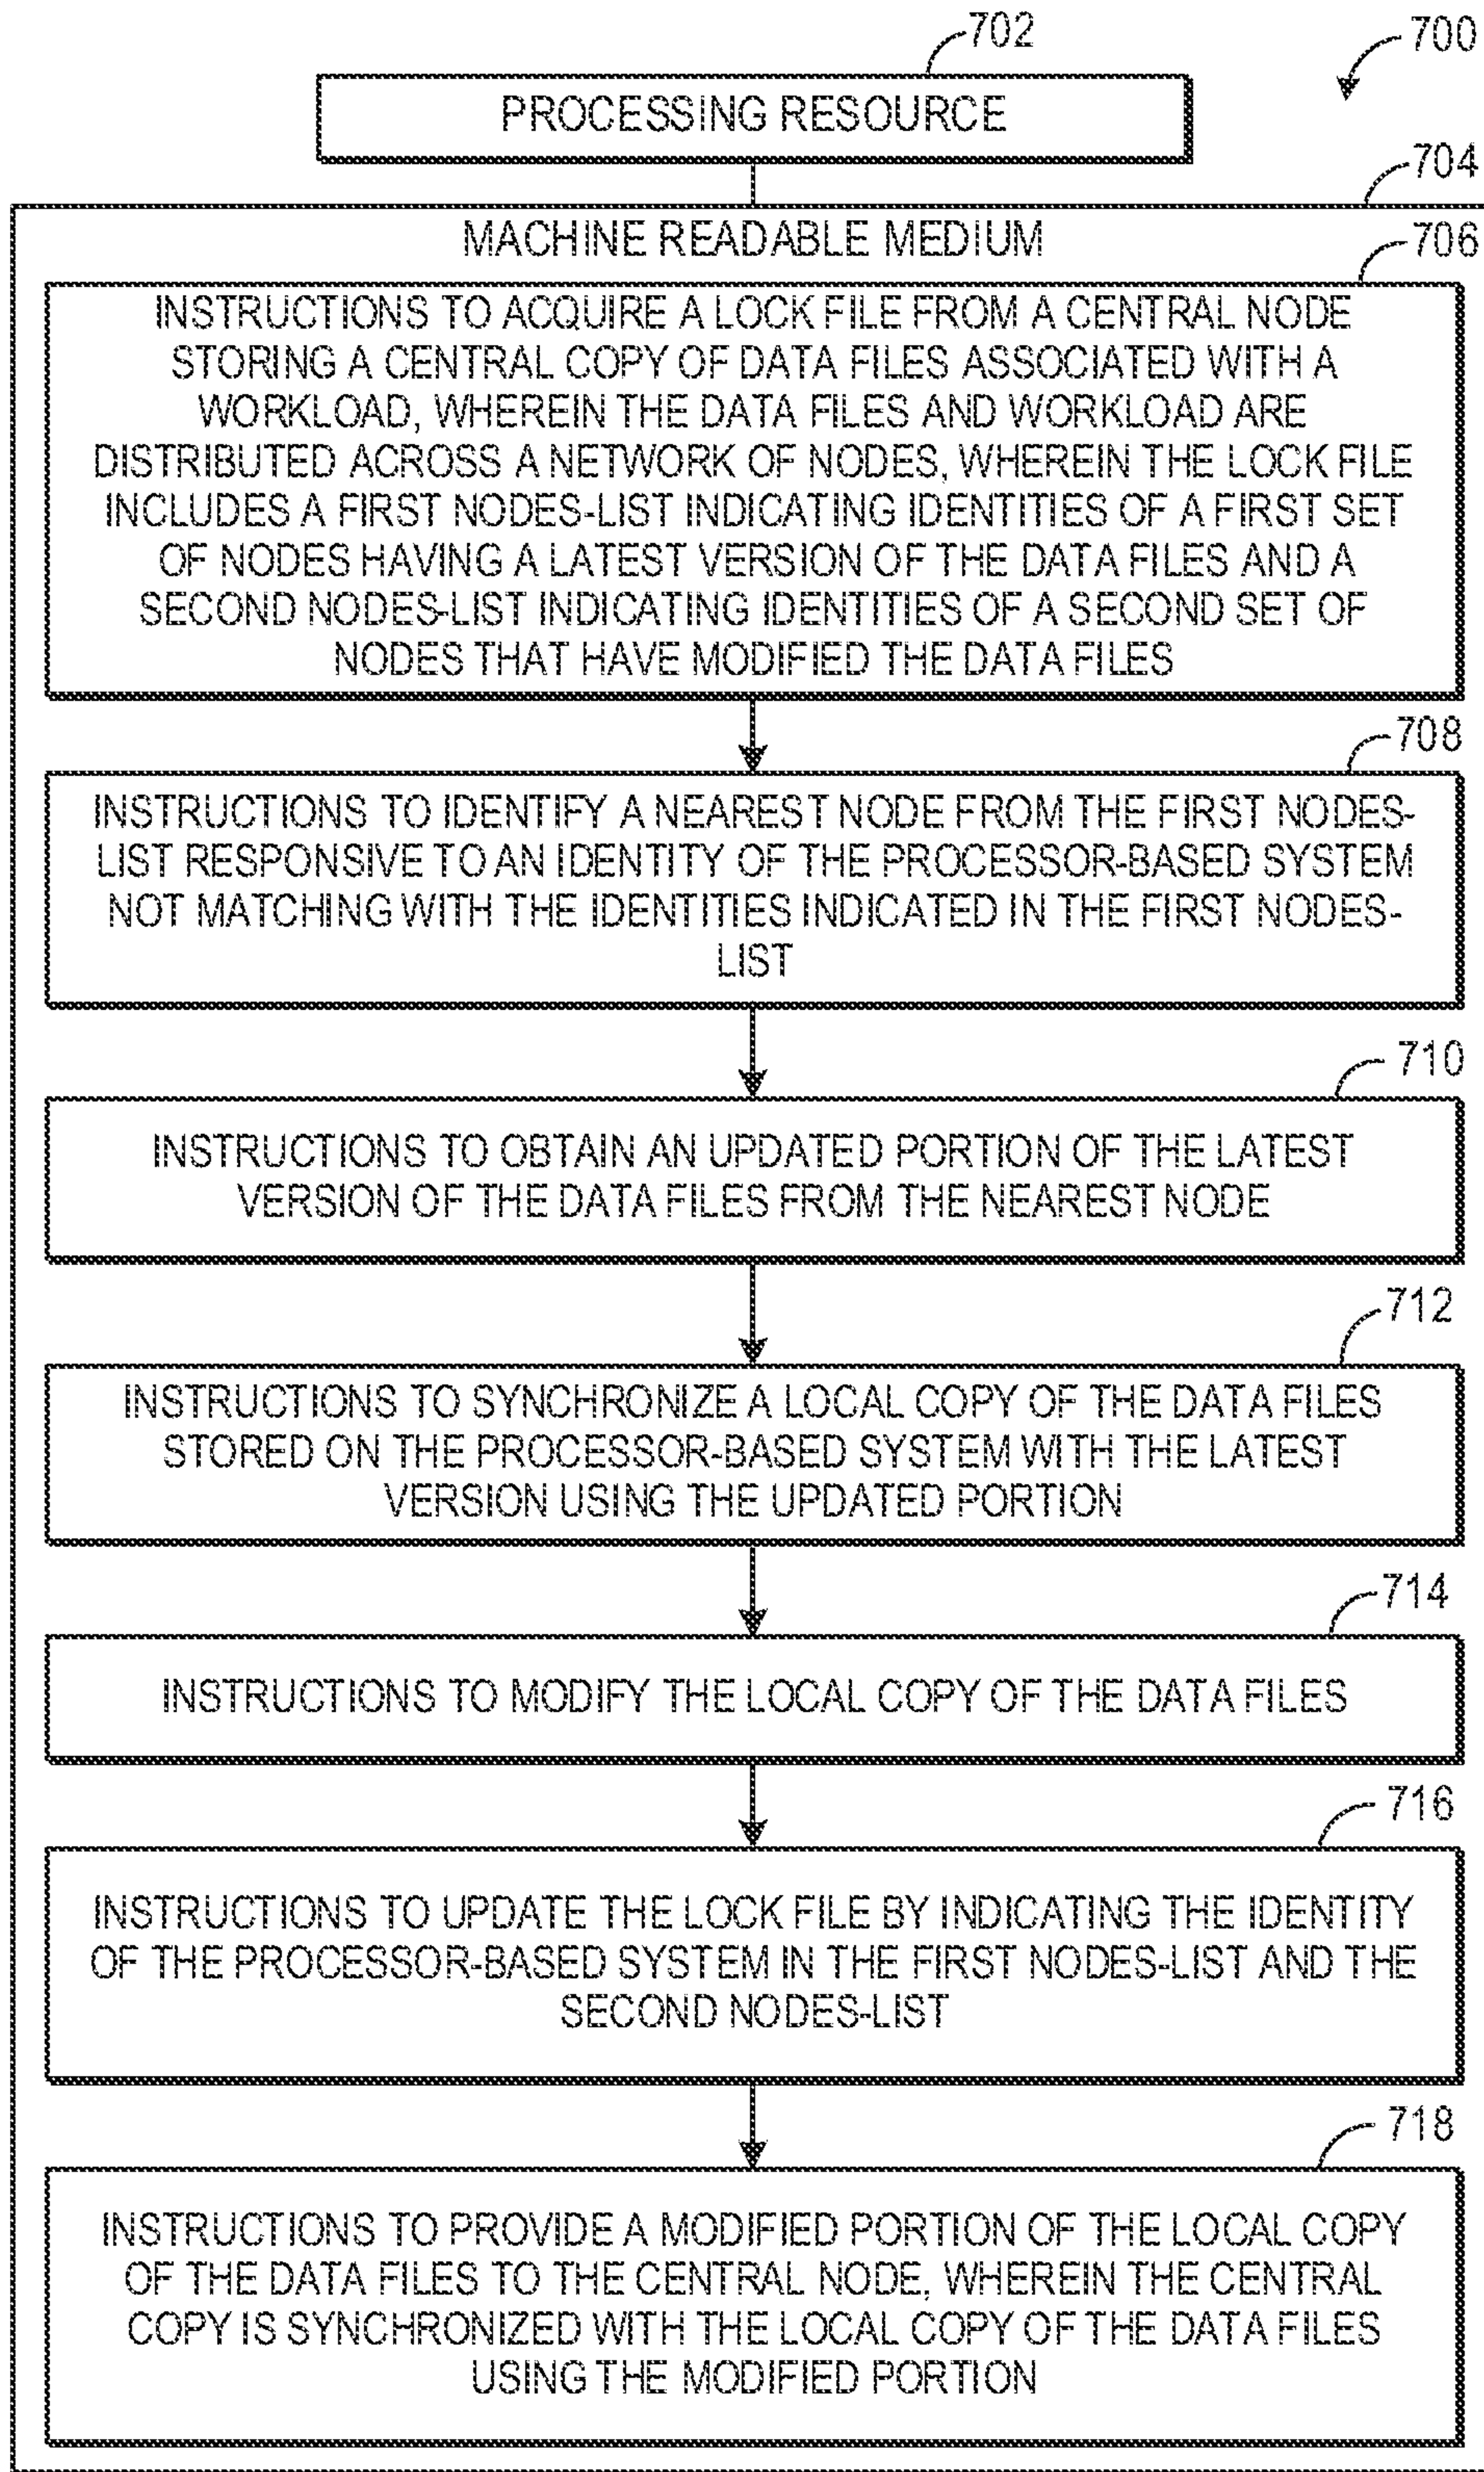 702
700
PROCESSING RESOURCE
704
MACHINE READABLE MEDIUM
706
INSTRUCTIONS TO ACQUIRE A LOCK FILE FROM A CENTRAL NODE
STORING A CENTRAL COPY OF DATA FILES ASSOCIATED WITH A
WORKLOAD, WHEREIN THE DATA FILES AND WORKLOAD ARE
DISTRIBUTED ACROSS A NETWORK OF NODES, WHEREIN THE LOCK FILE
INCLUDES A FIRST NODES-LIST INDICATING IDENTITIES OF A FIRST SET
OF NODES HAVING A LATEST VERSION OF THE DATA FILES AND A
SECOND NODES-LIST INDICATING IDENTITIES OF A SECOND SET OF
NODES THAT HAVE MODIFIED THE DATA FILES
708
INSTRUCTIONS TO IDENTIFY A NEAREST NODE FROM THE FIRST NODES-
LIST RESPONSIVE TO AN IDENTITY OF THE PROCESSOR-BASED SYSTEM
NOT MATCHING WITH THE IDENTITIES INDICATED IN THE FIRST NODES-
LIST
710
INSTRUCTIONS TO OBTAIN AN UPDATED PORTION OF THE LATEST
VERSION OF THE DATA FILES FROM THE NEAREST NODE
712
INSTRUCTIONS TO SYNCHRONIZE A LOCAL COPY OF THE DATA FILES
STORED ON THE PROCESSOR-BASED SYSTEM WITH THE LATEST
VERSION USING THE UPDATED PORTION
714
INSTRUCTIONS TO MODIFY THE LOCAL COPY OF THE DATA FILES
716
INSTRUCTIONS TO UPDATE THE LOCK FILE BY INDICATING THE IDENTITY
OF THE PROCESSOR-BASED SYSTEM IN THE FIRST NODES-LIST AND THE
SECOND NODES-LIST
718
INSTRUCTIONS TO PROVIDE A MODIFIED PORTION OF THE LOCAL COPY
OF THE DATA FILES TO THE CENTRAL NODE, WHEREIN THE CENTRAL
COPY IS SYNCHRONIZED WITH THE LOCAL COPY OF THE DATA FILES
USING THE MODIFIED PORTION